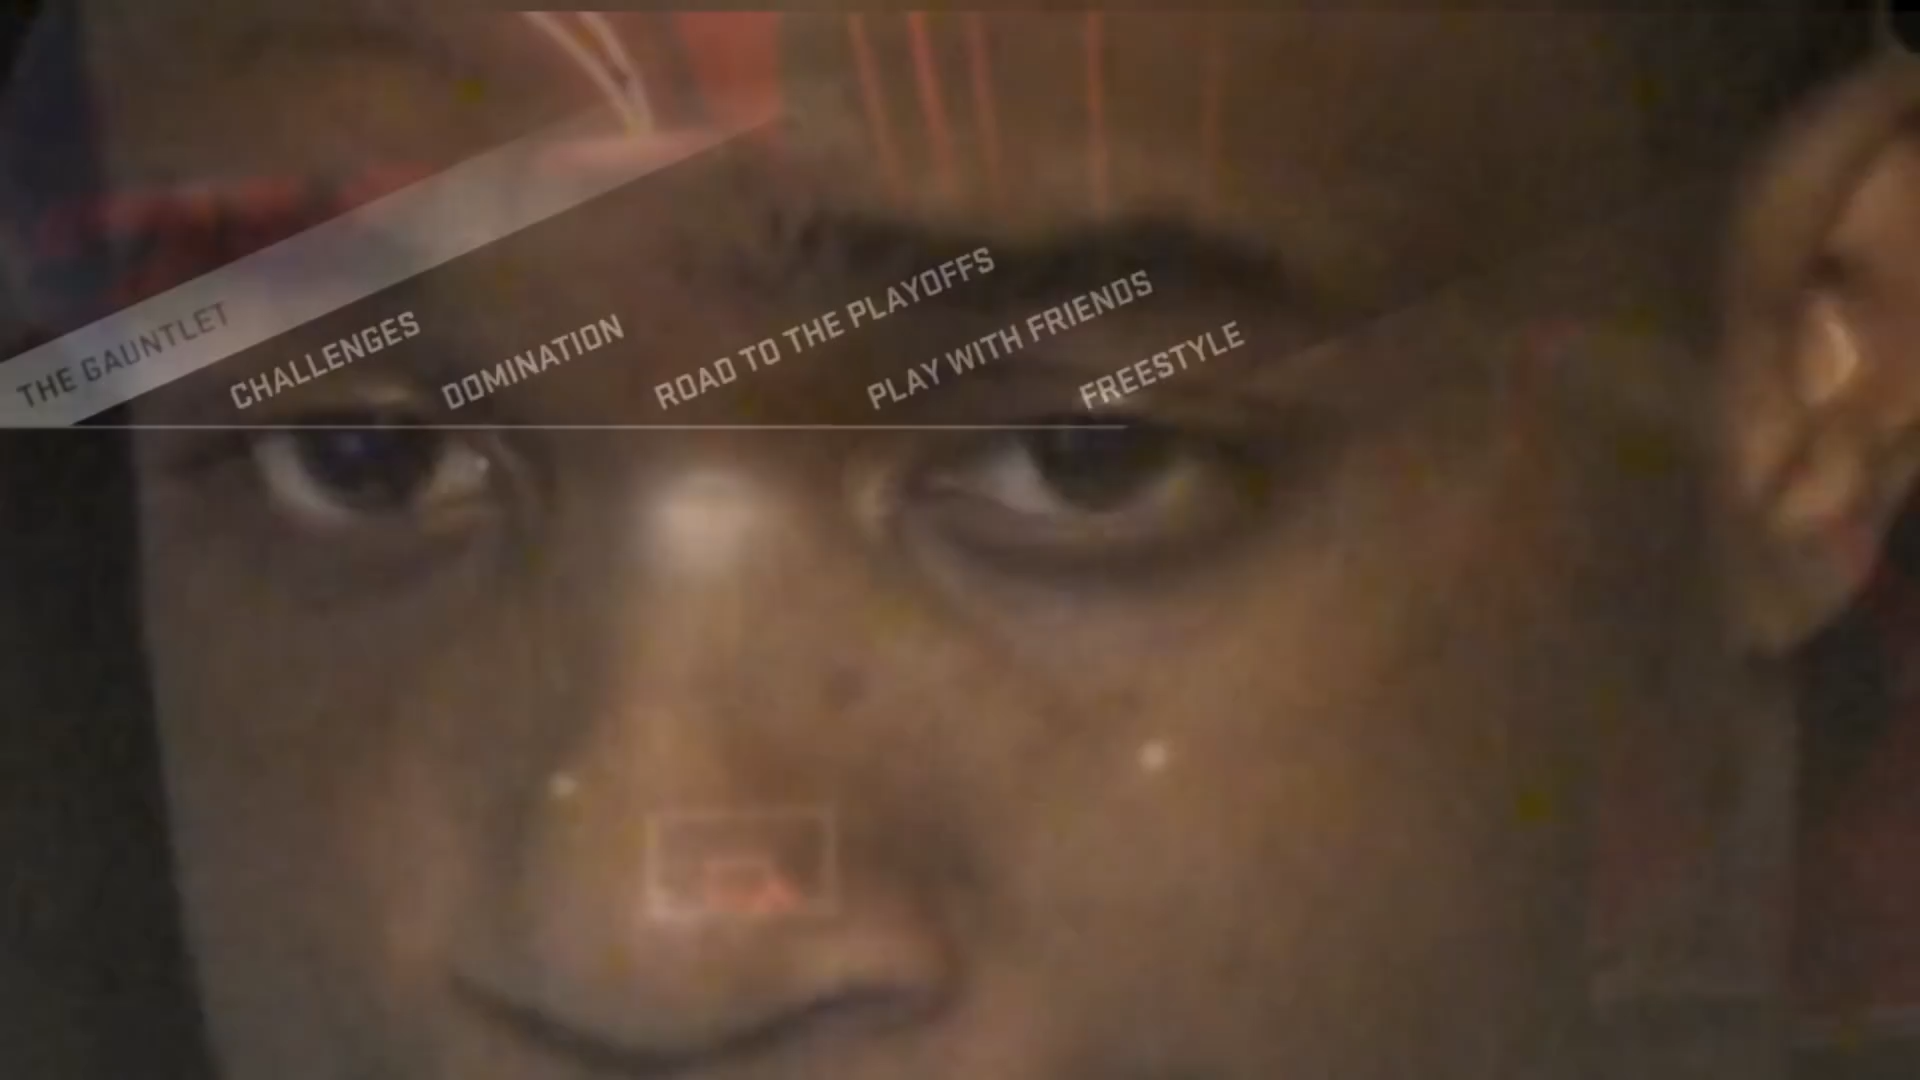 THE GAUNTLET
CHALLENGES
DOMINATION
ROAD TO THE PLAYOFFS
PLAY WITH FRIENDS
FREESTYLE